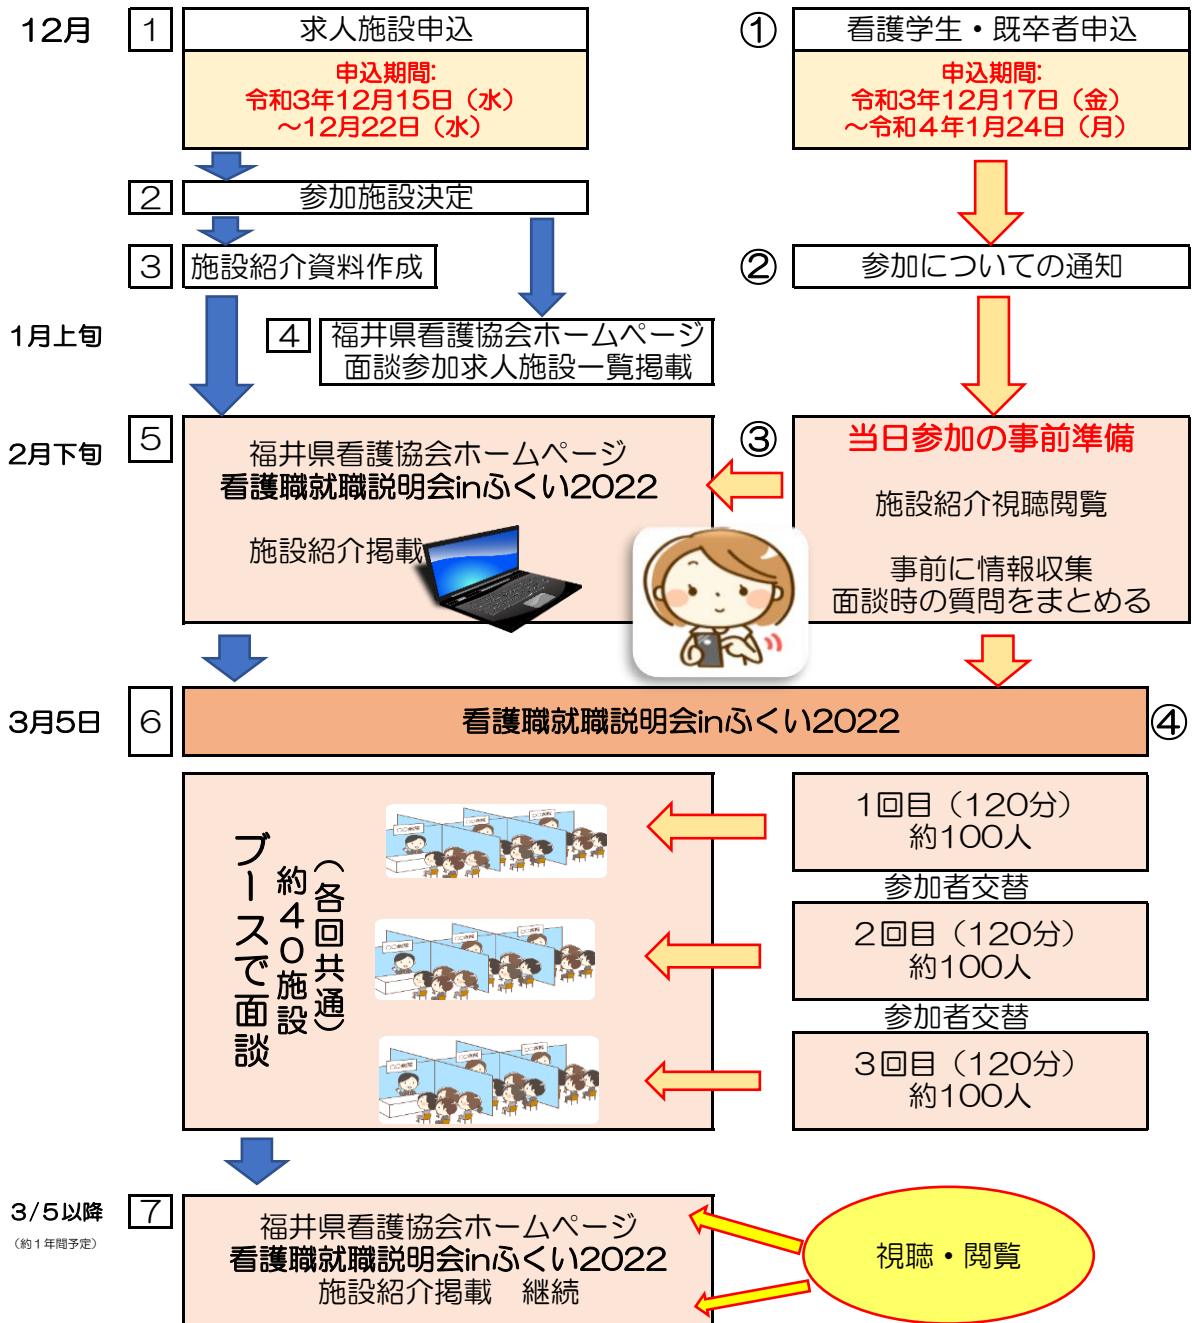 12月
1
求人施設申込
申込期間:
令和3年12月15日（水）
～12月22日（水）
①
看護学生・既卒者申込
申込期間:
令和3年12月17日（金）
～令和４年1月24日（月）
2
参加施設決定
3
施設紹介資料作成
②
参加についての通知
1月上旬
4
福井県看護協会ホームページ
面談参加求人施設一覧掲載
2月下旬
5
福井県看護協会ホームページ
看護職就職説明会inふくい2022
施設紹介掲載
③
当日参加の事前準備
施設紹介視聴閲覧
事前に情報収集
面談時の質問をまとめる
3月5日
6
看護職就職説明会inふくい2022
④
ブースで面談
約４０施設
（各回共通）
1回目（120分）
約100人
参加者交替
2回目（120分）
約100人
参加者交替
3回目（120分）
約100人
3/5以降
（約１年間予定）
7
福井県看護協会ホームページ
看護職就職説明会inふくい2022
施設紹介掲載　継続
視聴・閲覧